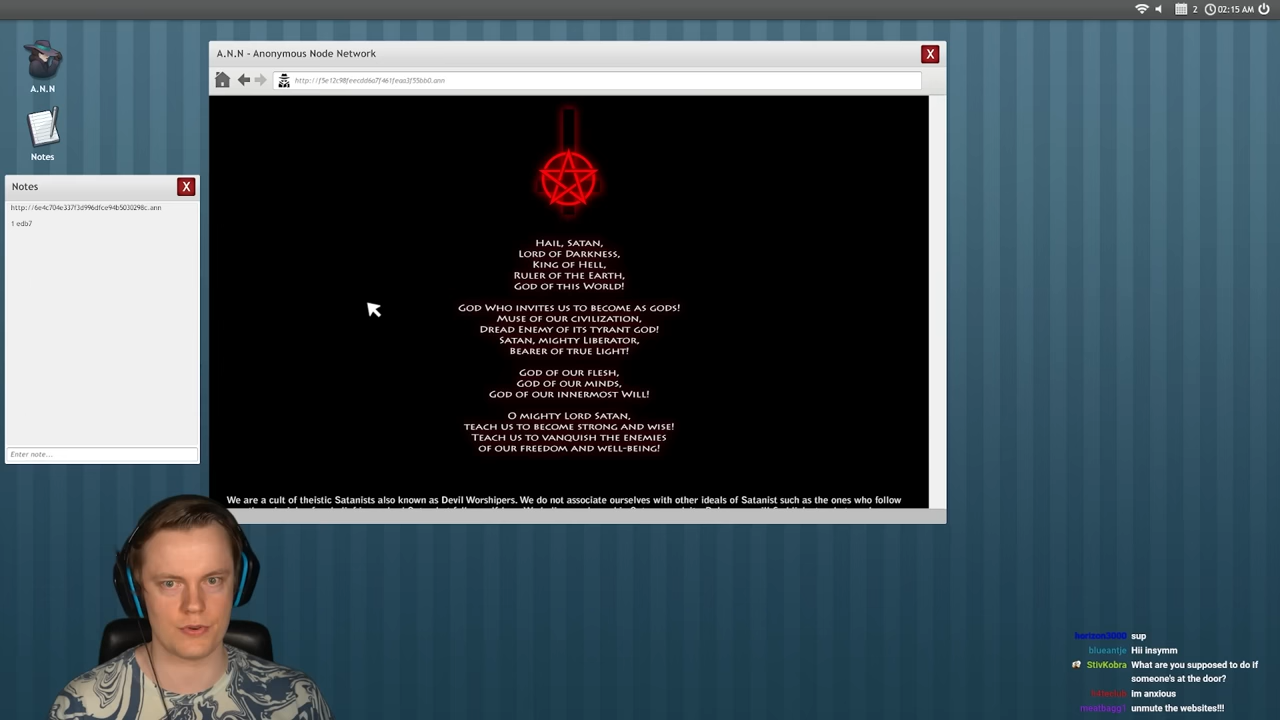 2
02:15 AM
A.N.N - Anonymous Node Network
X
A.N.N
Notes
Notes
X
http://6e4c704e337f3d996dfce94b5030298c.ann
1 edb7
Enter note...
Hail, Satan,
Lord of Darkness,
King of Hell,
Ruler of the Earth,
God of this World!
God Who invites us to become as gods!
Muse of our civilization,
Dread Enemy of its tyrant god!
Satan, mighty Liberator,
Bearer of true Light!
God of our flesh,
God of our minds,
God of our innermost Will!
O mighty Lord Satan,
teach us to become strong and wise!
Teach us to vanquish the enemies
of our freedom and well-being!
We are a cult of theistic Satanists also known as Devil Worshipers. We do not associate ourselves with other ideals of Satanist such as the ones who follow
sup
blueantje Hii insymm
StivKobra What are you supposed to do if
someone's at the door?
im anxious
meatbagg1 unmute the websites!!!